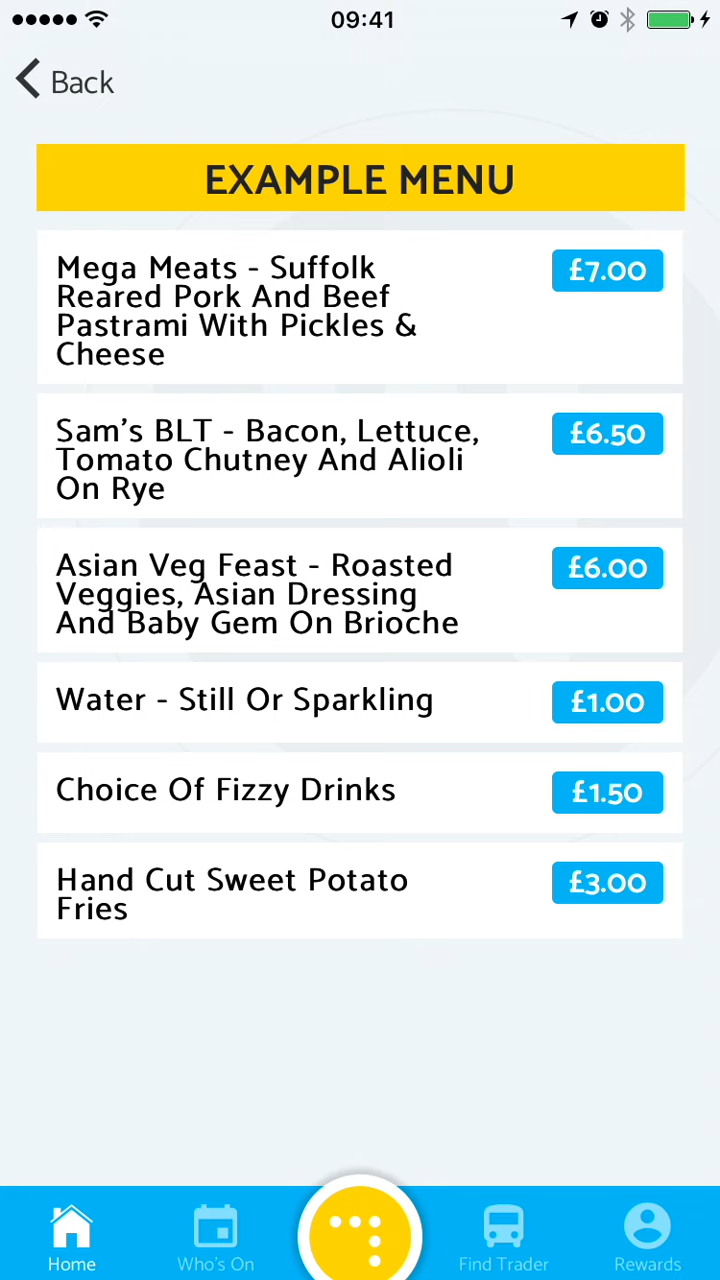 09:41
Back
EXAMPLE MENU
Mega Meats - Suffolk
Reared Pork And Beef
Pastrami With Pickles &
Cheese
£7.00
Sam's BLT - Bacon, Lettuce,
Tomato Chutney And Alioli
On Rye
£6.50
Asian Veg Feast - Roasted
Veggies, Asian Dressing
And Baby Gem On Brioche
£6.00
Water - Still Or Sparkling
£1.00
Choice Of Fizzy Drinks
£1.50
Hand Cut Sweet Potato
Fries
£3.00
Home
Who's On
Find Trader
Rewards